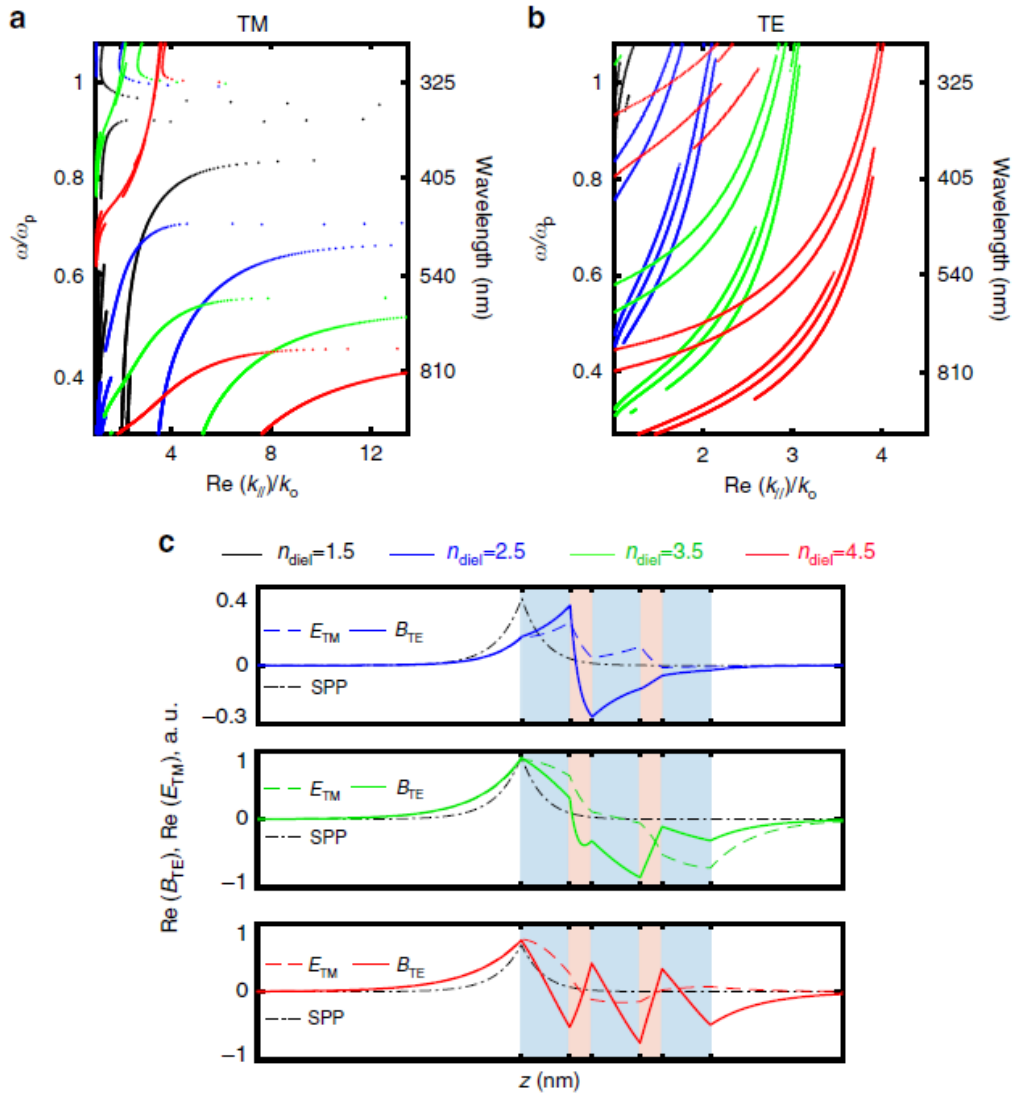 a
TM
b
TE
1
0.8
0.6
0.4
ω/ωp
325
405
540
810
Wavelength (nm)
4
8
12
Re (k//)/ko
1
0.8
0.6
0.4
ω/ωp
325
405
540
810
Wavelength (nm)
2
3
4
Re (k//)/ko
c
ndiel=1.5
ndiel=2.5
ndiel=3.5
ndiel=4.5
Re (BTE), Re (ETM), a. u.
0.4
0
−0.3
ETM
BTE
SPP
1
0
−1
ETM
BTE
SPP
1
0
−1
ETM
BTE
SPP
z (nm)